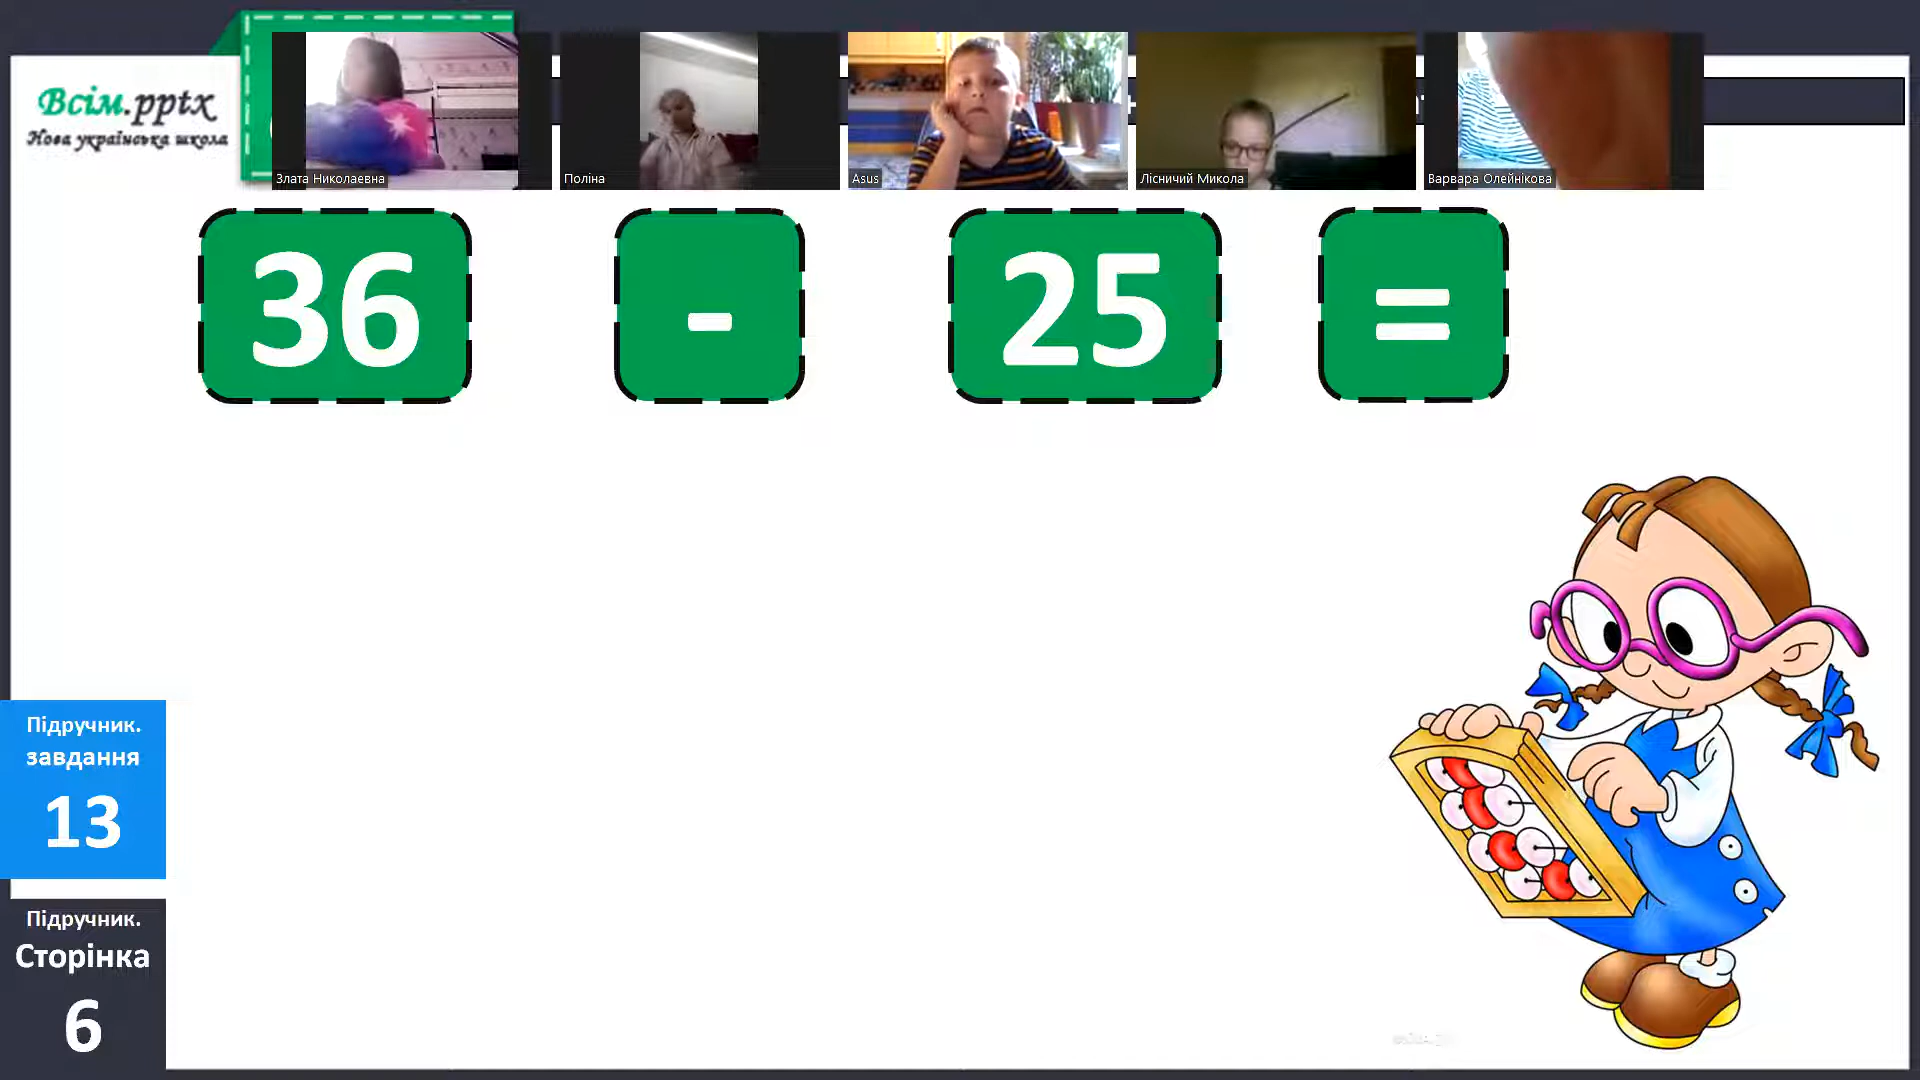 Всім.pptx
Нова українська школа
Злата Николаевна
Поліна
Asus
Лісничий Микола
Варвара Олейнікова
36 - 25 =
Підручник.
завдання
13
Підручник.
Сторінка
6